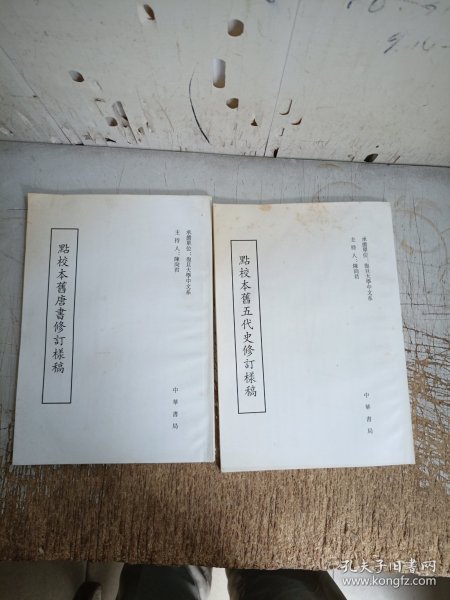 點校本舊唐書修訂樣稿
承擔單位：復旦大學中文系
主持人：陳尚君
中華書局
點校本舊五代史修訂樣稿
承擔單位：復旦大學中文系
主持人：陳尚君
中華書局
孔夫子旧书网
www.kongfz.com